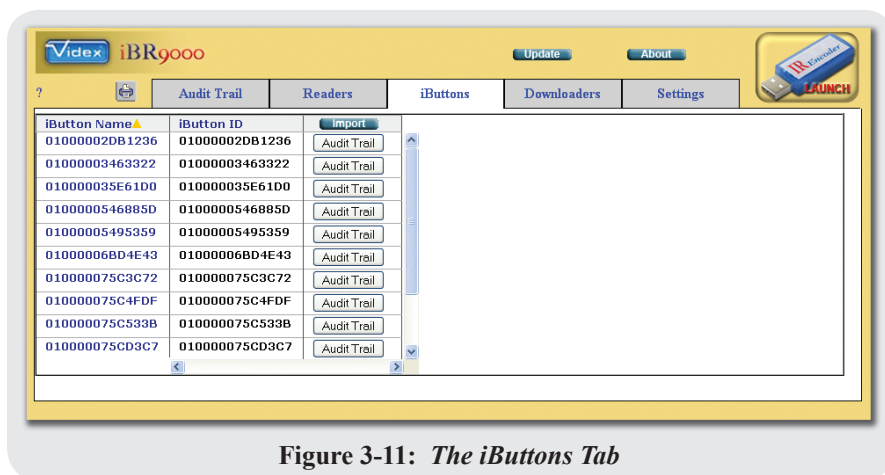 Videx iBR9000 Update About
IR Encoder
LAUNCH
? Audit Trail Readers iButtons Downloaders Settings
iButton Name iButton ID Import
01000002DB1236 01000002DB1236 Audit Trail
01000003463322 01000003463322 Audit Trail
010000035E61D0 010000035E61D0 Audit Trail
0100000546885D 0100000546885D Audit Trail
01000005495359 01000005495359 Audit Trail
01000006BD4E43 01000006BD4E43 Audit Trail
010000075C3C72 010000075C3C72 Audit Trail
010000075C4FDF 010000075C4FDF Audit Trail
010000075C533B 010000075C533B Audit Trail
010000075CD3C7 010000075CD3C7 Audit Trail
Figure 3-11: The iButtons Tab